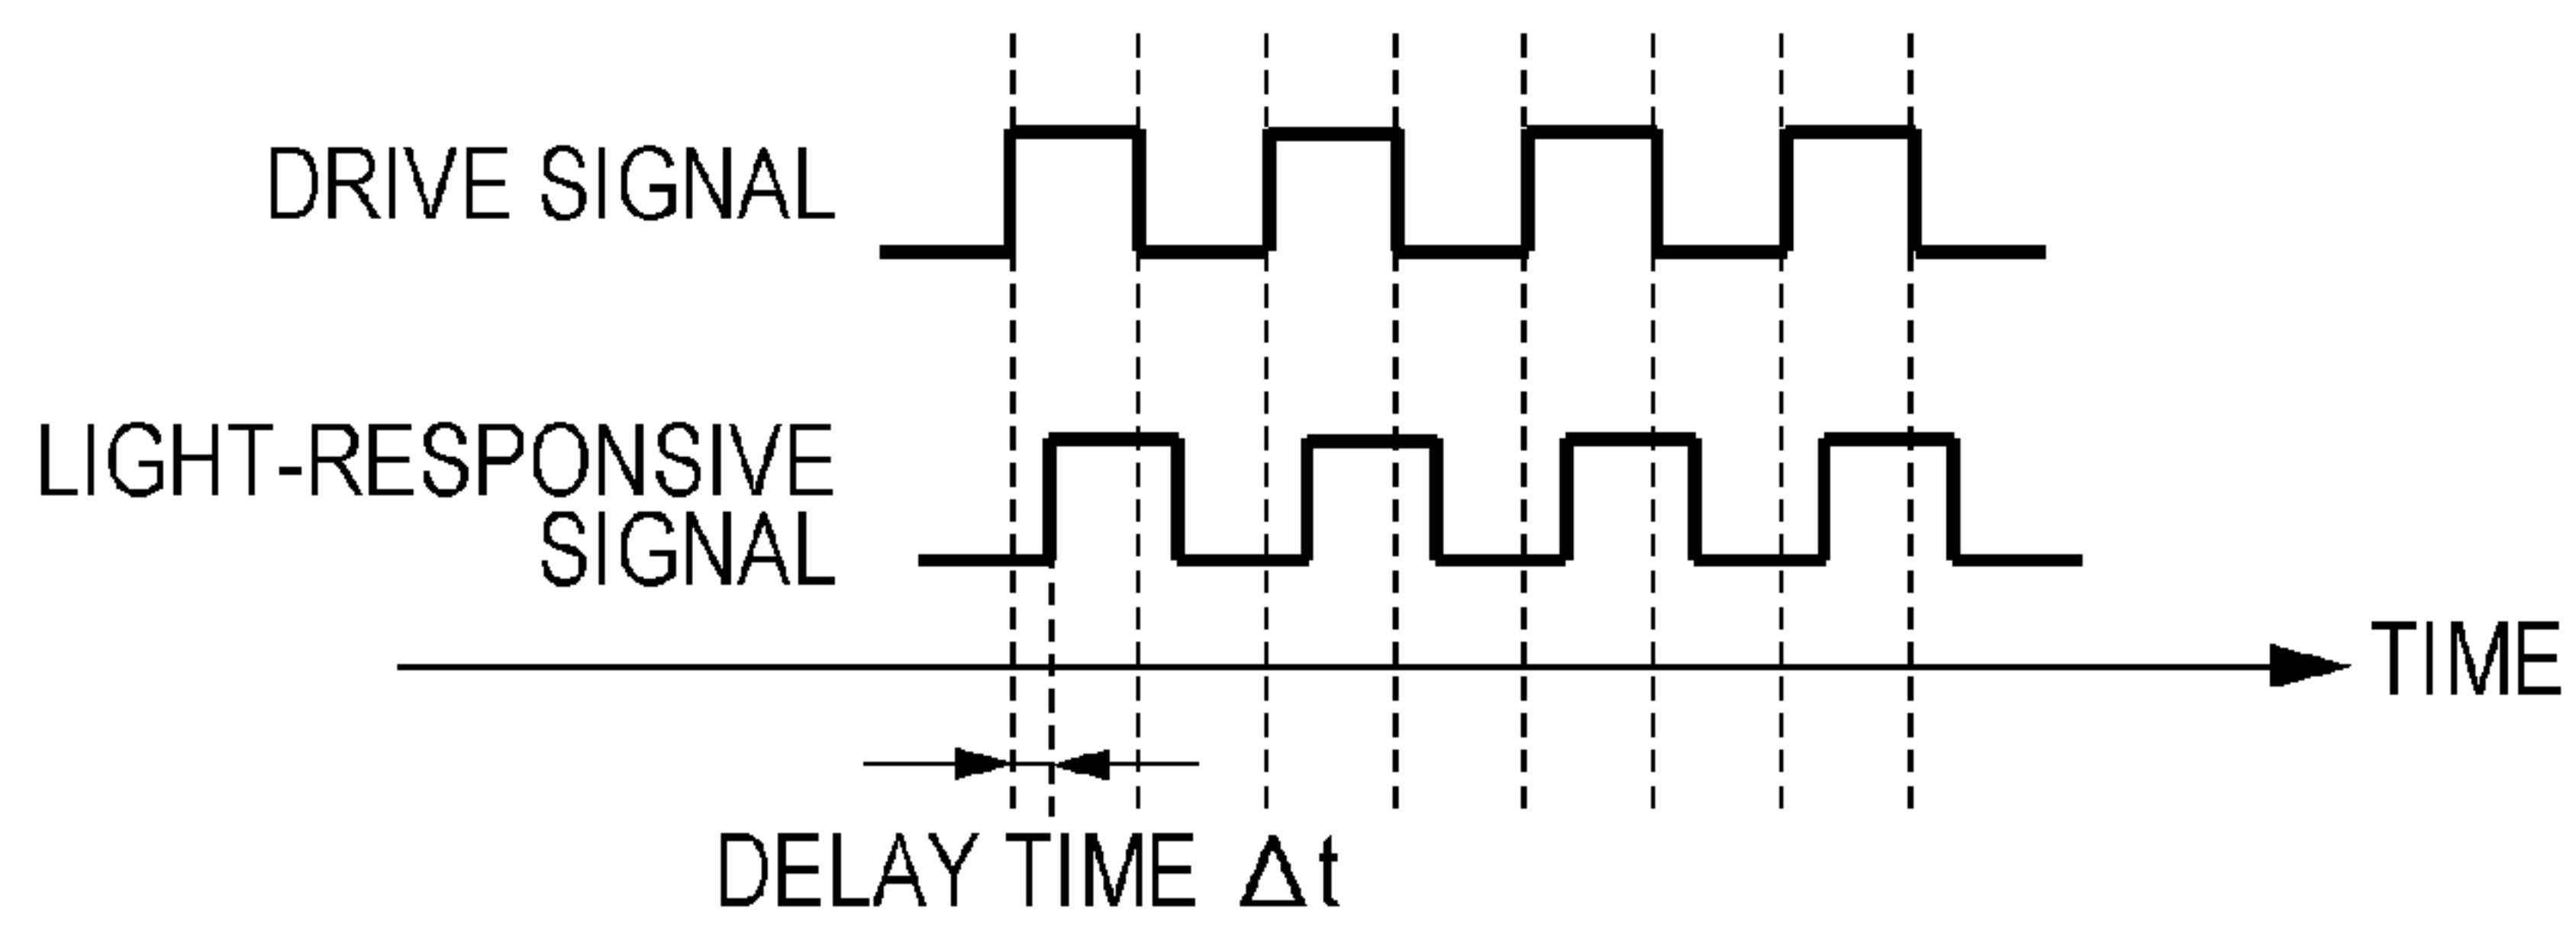 DRIVE SIGNAL
LIGHT-RESPONSIVE
SIGNAL
TIME
DELAY TIME Δt